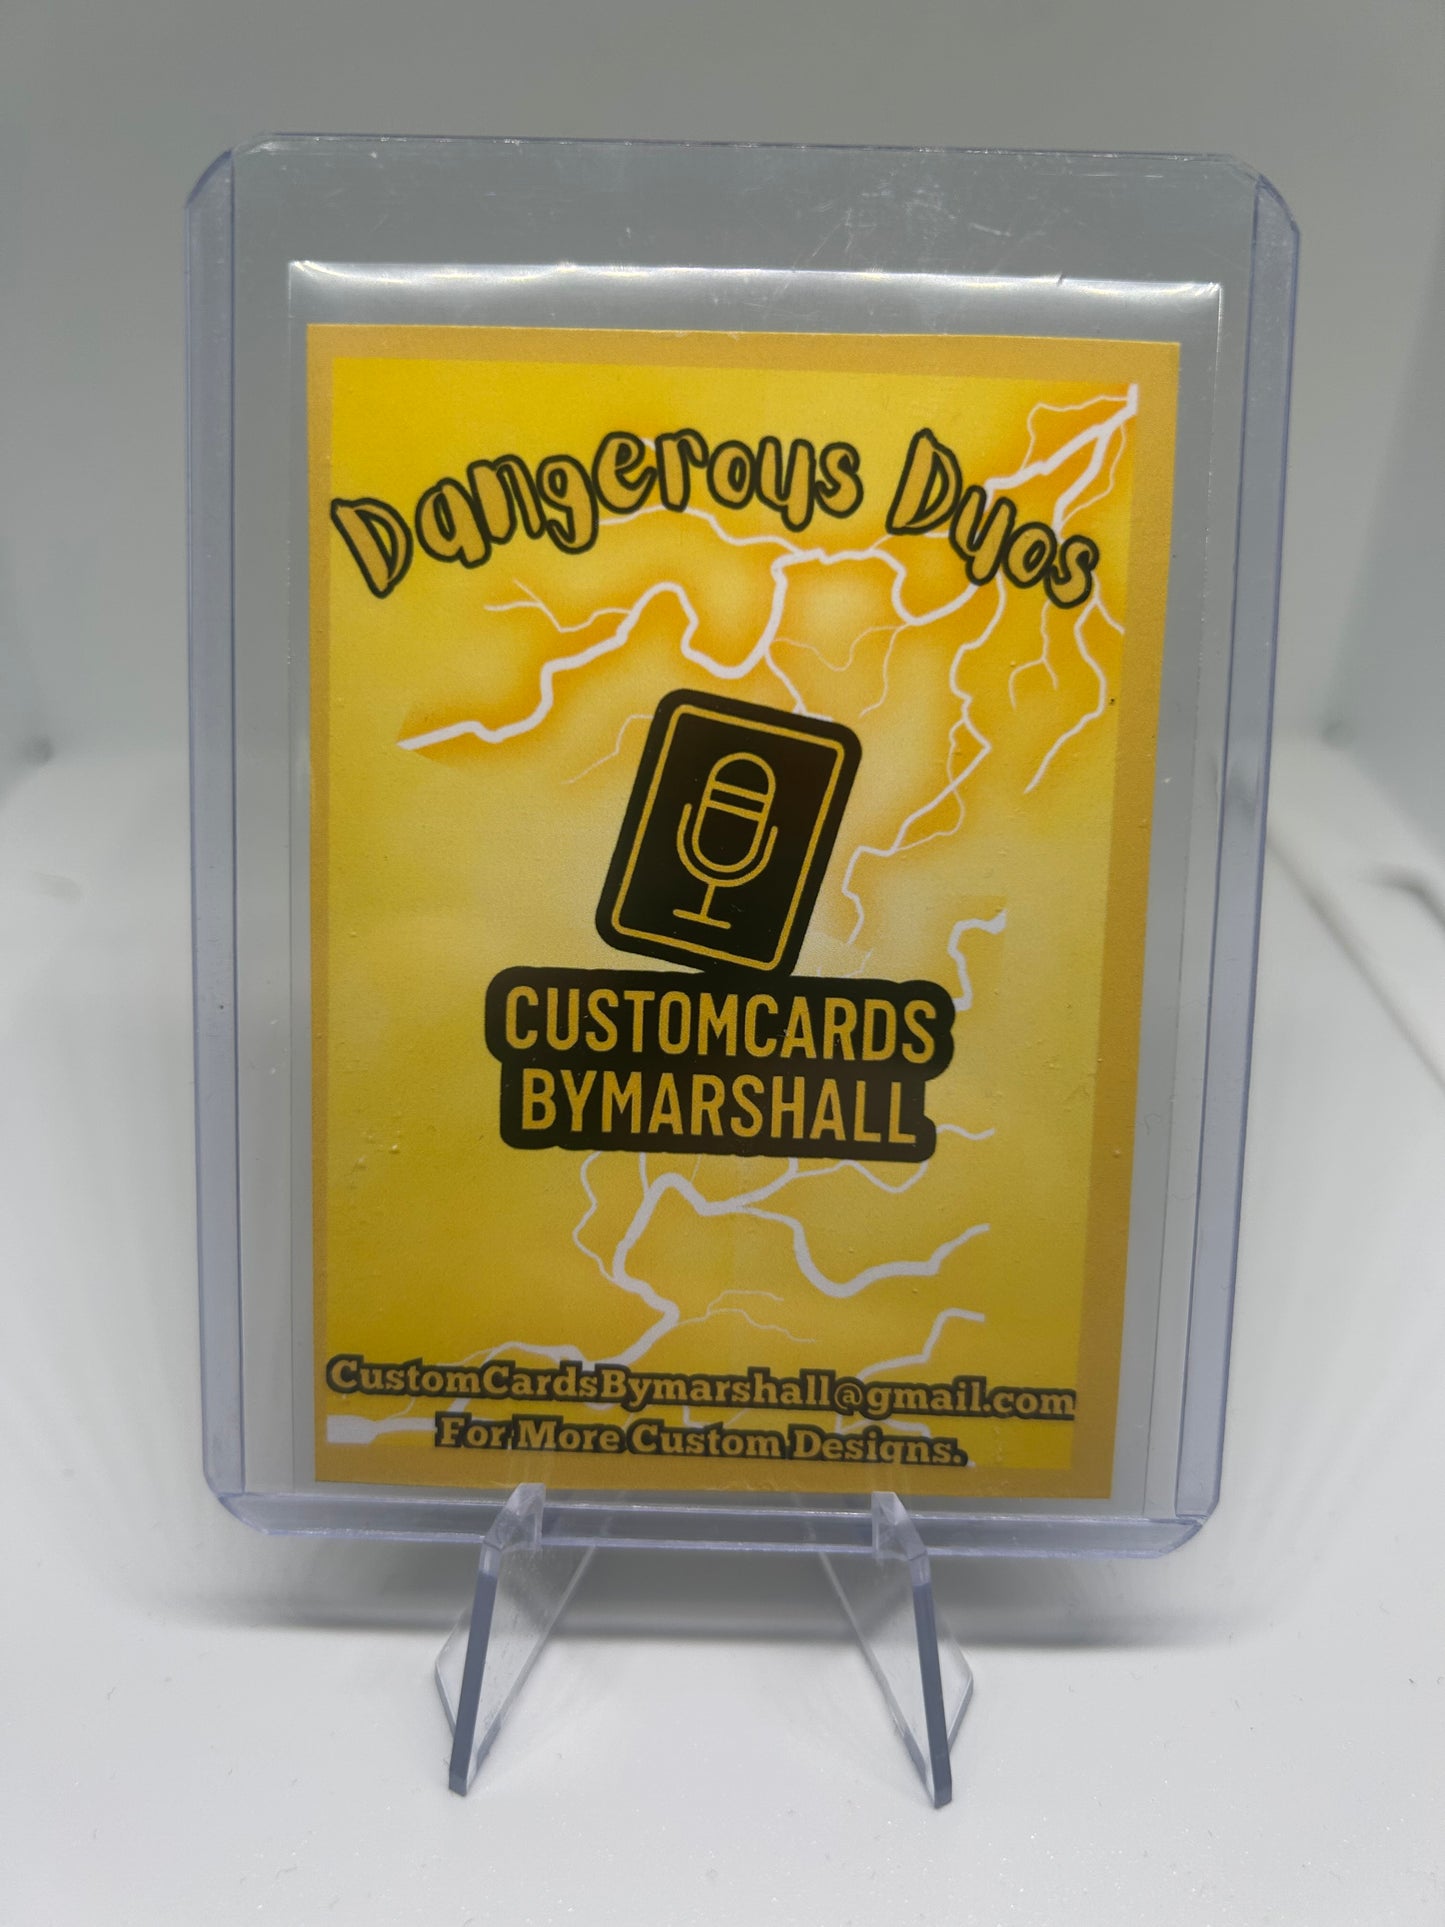 Dangerous Duos
CUSTOMCARDS
BYMARSHALL
CustomCardsBymarshall@gmail.com
For More Custom Designs.